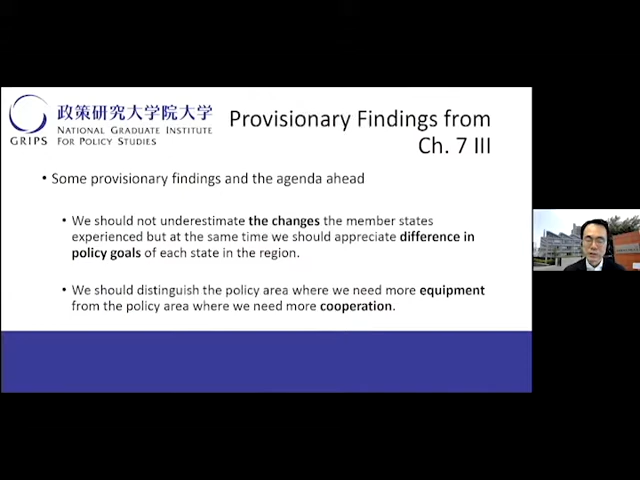 政策研究大学院大学
NATIONAL GRADUATE INSTITUTE
FOR POLICY STUDIES
GRIPS
Provisionary Findings from
Ch. 7 III
• Some provisionary findings and the agenda ahead
• We should not underestimate the changes the member states
experienced but at the same time we should appreciate difference in
policy goals of each state in the region.
• We should distinguish the policy area where we need more equipment
from the policy area where we need more cooperation.